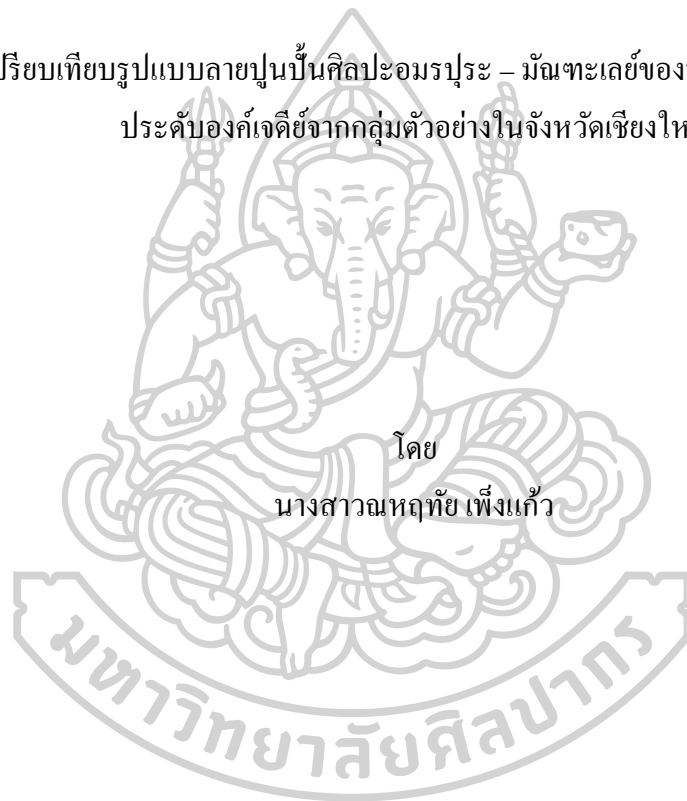 ปรียบเทียบรูปแบบลายปูนปั้นศิลปะอมรปุระ – มัณฑะเลย์ของ
ประดับองค์เจดีย์จากกลุ่มตัวอย่างในจังหวัดเชียงให
โดย
นางสาวณหฤทัย เพ็งแก้ว
มหาวิทยาลัยศิลปากร